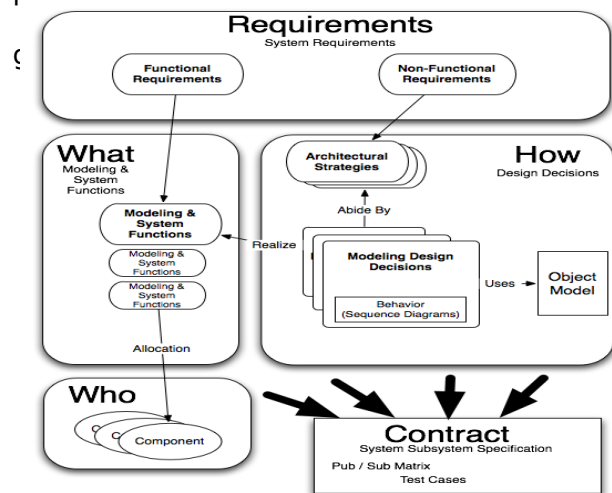 Requirements
System Requirements
Functional
Requirements
Non-Functional
Requirements
What
Modeling &
System
Functions
How
Design Decisions
Architectural
Strategies
Abide By
Modeling &
System
Functions
Realize
Modeling &
System
Functions
Modeling &
System
Functions
Modeling Design
Decisions
Behavior
(Sequence Diagrams)
Uses
Object
Model
Allocation
Who
Component
Contract
System Subsystem Specification
Pub / Sub Matrix
Test Cases